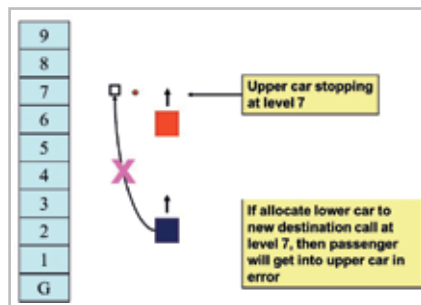 9
8
7
6
5
4
3
2
1
G
Upper car stopping
at level 7
If allocate lower car to
new destination call at
level 7, then passenger
will get into upper car in
error